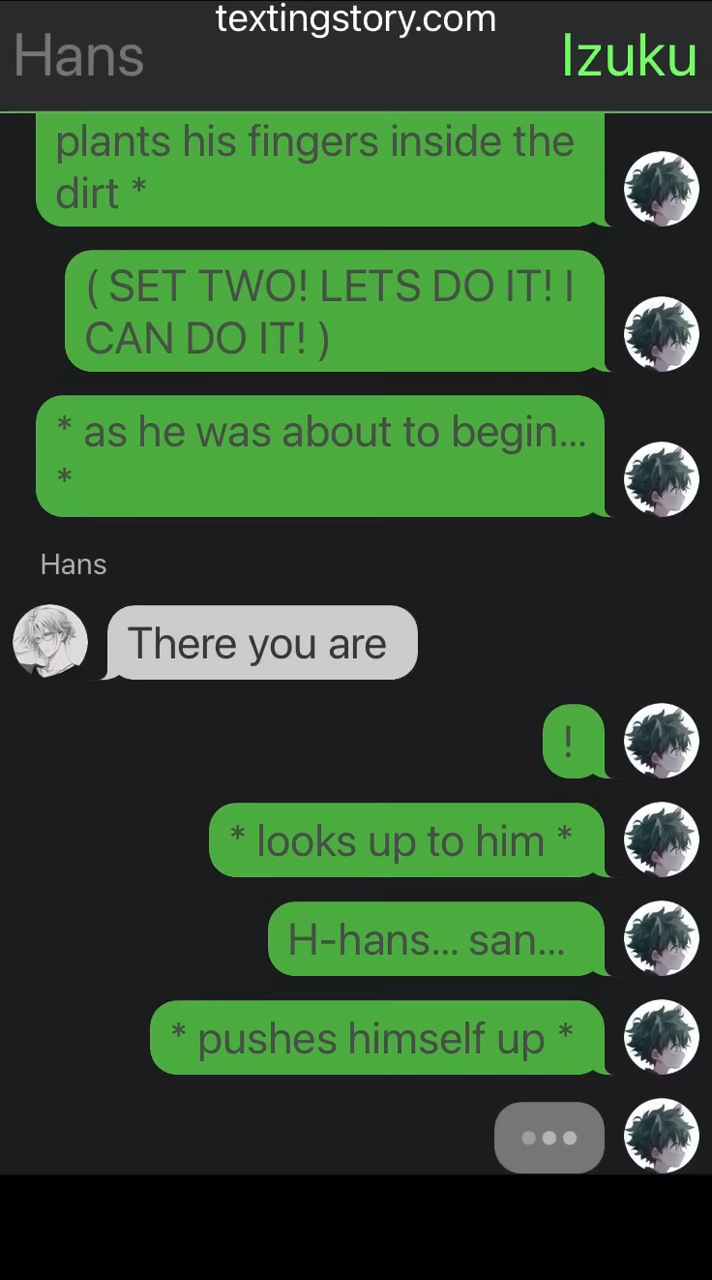 textingstory.com
Hans
Izuku
plants his fingers inside the
dirt *
( SET TWO! LETS DO IT! I
CAN DO IT! )
* as he was about to begin...
*
Hans
There you are
!
* looks up to him *
H-hans... san...
* pushes himself up *